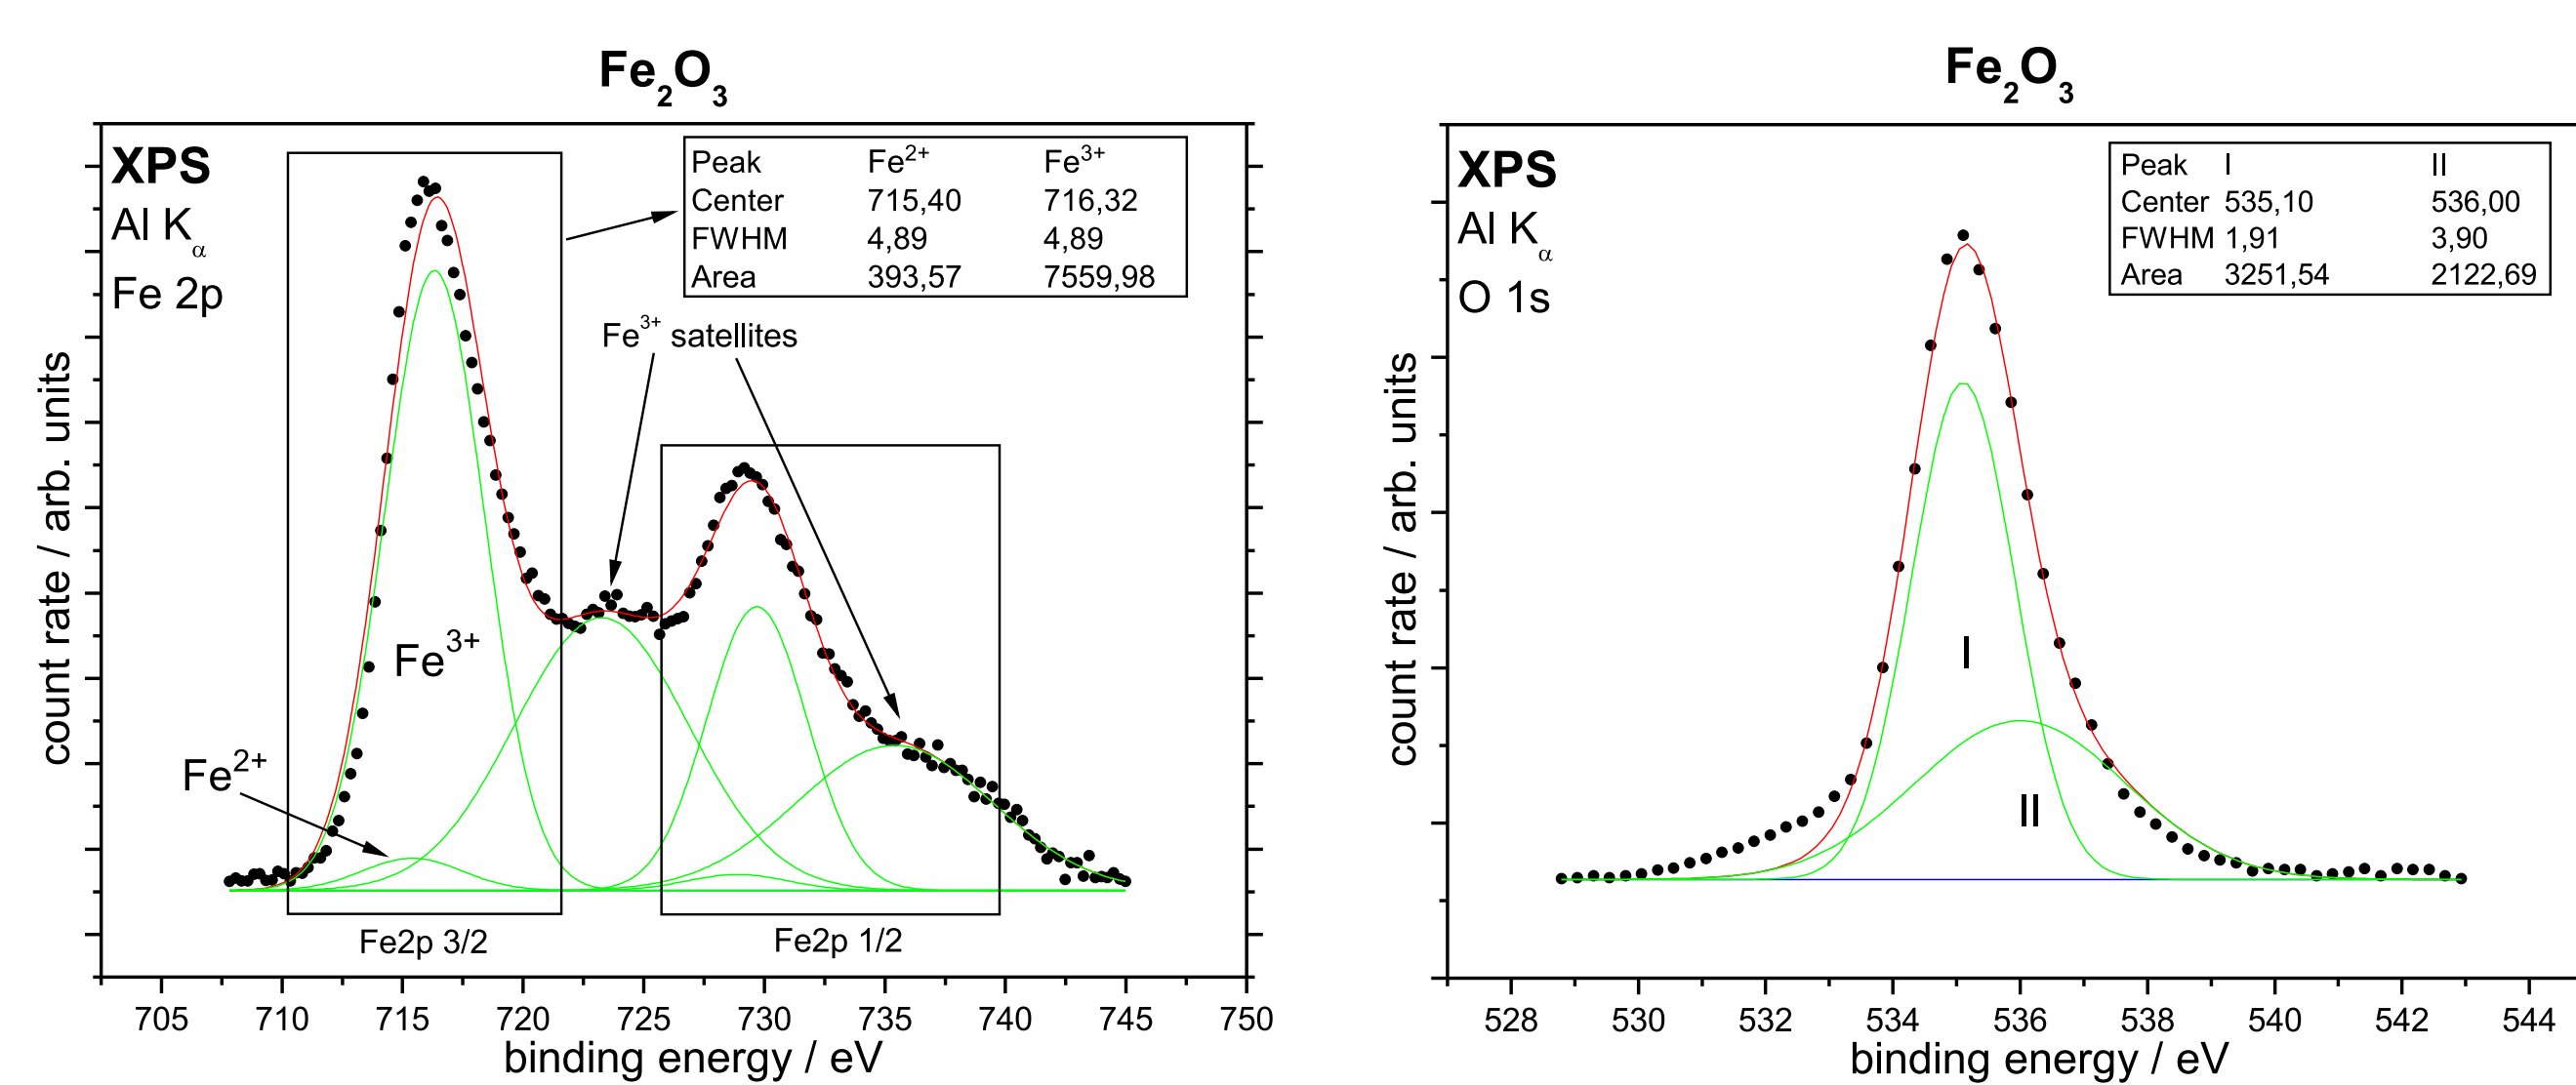 Fe2O3
XPS
Al Kα
Fe 2p
Peak Fe2+ Fe3+
Center 715,40 716,32
FWHM 4,89 4,89
Area 393,57 7559,98
Fe3+ satellites
Fe3+
Fe2+
Fe2p 3/2
Fe2p 1/2
count rate / arb. units
705 710 715 720 725 730 735 740 745 750
binding energy / eV
Fe2O3
XPS
Al Kα
O 1s
Peak I II
Center 535,10 536,00
FWHM 1,91 3,90
Area 3251,54 2122,69
I
II
count rate / arb. units
528 530 532 534 536 538 540 542 544
binding energy / eV